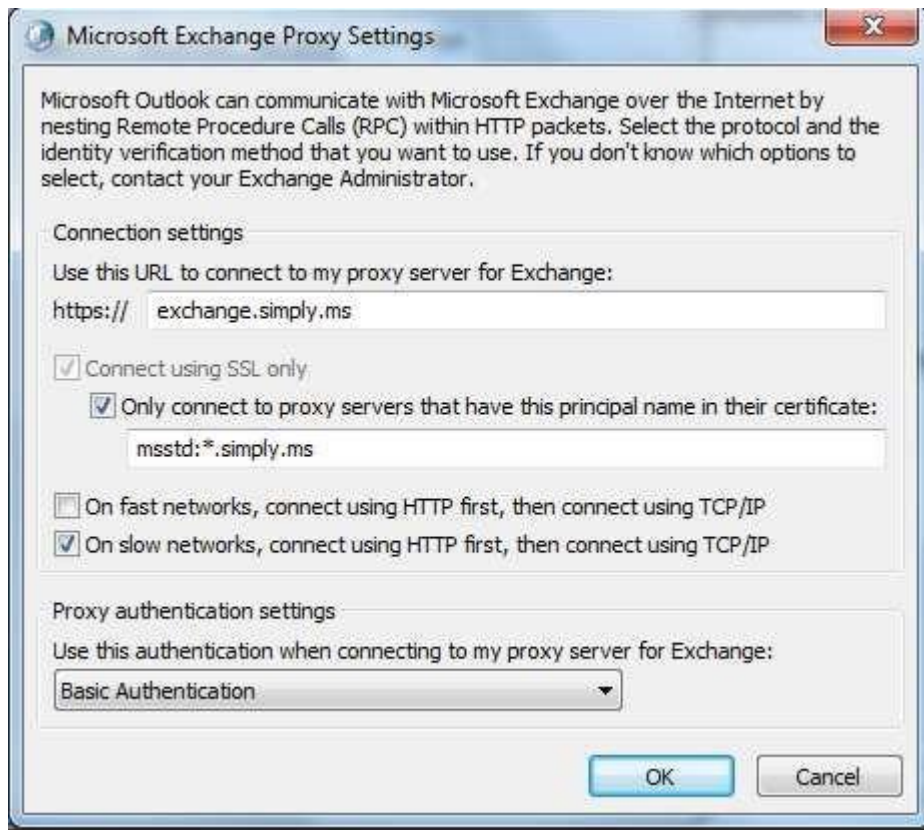 Microsoft Exchange Proxy Settings
Microsoft Outlook can communicate with Microsoft Exchange over the Internet by
nesting Remote Procedure Calls (RPC) within HTTP packets. Select the protocol and the
identity verification method that you want to use. If you don't know which options to
select, contact your Exchange Administrator.
Connection settings
Use this URL to connect to my proxy server for Exchange:
https:// exchange.simply.ms
Connect using SSL only
Only connect to proxy servers that have this principal name in their certificate:
msstd:*.simply.ms
On fast networks, connect using HTTP first, then connect using TCP/IP
On slow networks, connect using HTTP first, then connect using TCP/IP
Proxy authentication settings
Use this authentication when connecting to my proxy server for Exchange:
Basic Authentication
OK Cancel